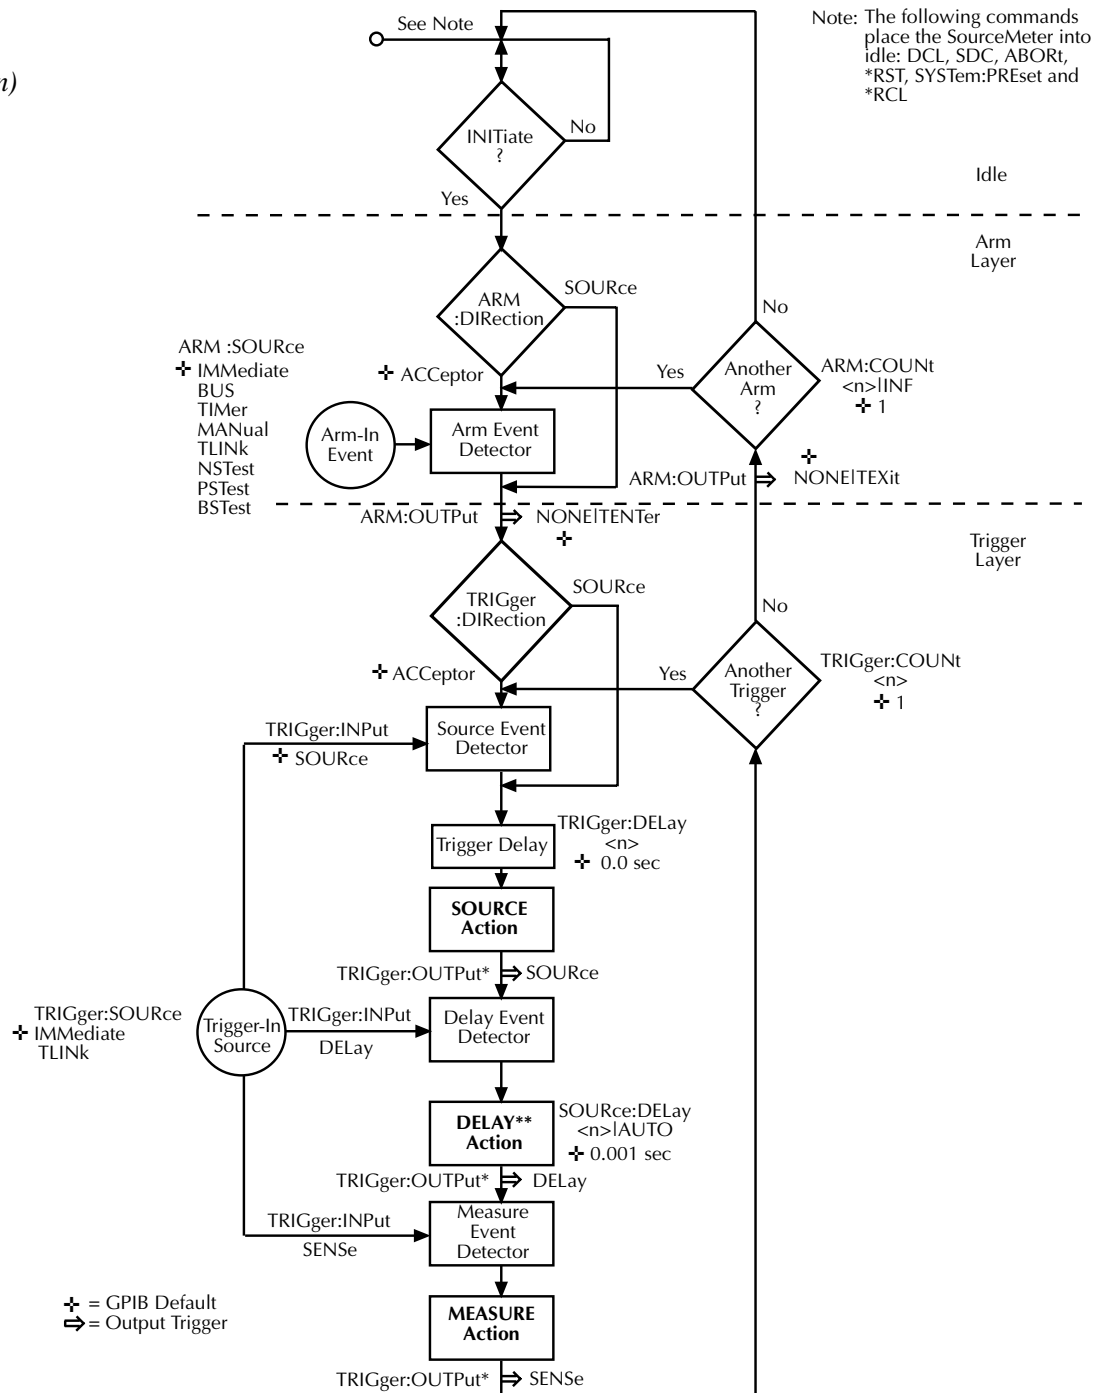 n)
See Note
Note: The following commands
place the SourceMeter into
idle: DCL, SDC, ABORt,
*RST, SYSTem:PREset and
*RCL
INITiate
?
No
Yes
Idle
Arm
Layer
ARM
:DIRection
SOURce
No
ARM :SOURce
✛ IMMediate
BUS
TIMer
MANual
TLINk
NSTest
PSTest
BSTest
✛ ACCeptor
Yes
Another
Arm
?
ARM:COUNt
<n>|INF
✛ 1
Arm-In
Event
Arm Event
Detector
ARM:OUTPut ⇨ NONE|TEXit
✛
ARM:OUTPut ⇨ NONE|TENTer
✛
Trigger
Layer
TRIGger
:DIRection
SOURce
No
✛ ACCeptor
Yes
Another
Trigger
?
TRIGger:COUNt
<n>
✛ 1
TRIGger:INPut
✛ SOURce
Source Event
Detector
Trigger Delay
TRIGger:DELay
<n>
✛ 0.0 sec
SOURCE
Action
TRIGger:OUTPut* ⇨ SOURce
TRIGger:SOURce
✛ IMMediate
TLINk
Trigger-In
Source
TRIGger:INPut
DELay
Delay Event
Detector
DELAY**
Action
SOURce:DELay
<n>|AUTO
✛ 0.001 sec
TRIGger:OUTPut* ⇨ DELay
TRIGger:INPut
SENSe
Measure
Event
Detector
✛ = GPIB Default
⇨ = Output Trigger
MEASURE
Action
TRIGger:OUTPut* ⇨ SENSe